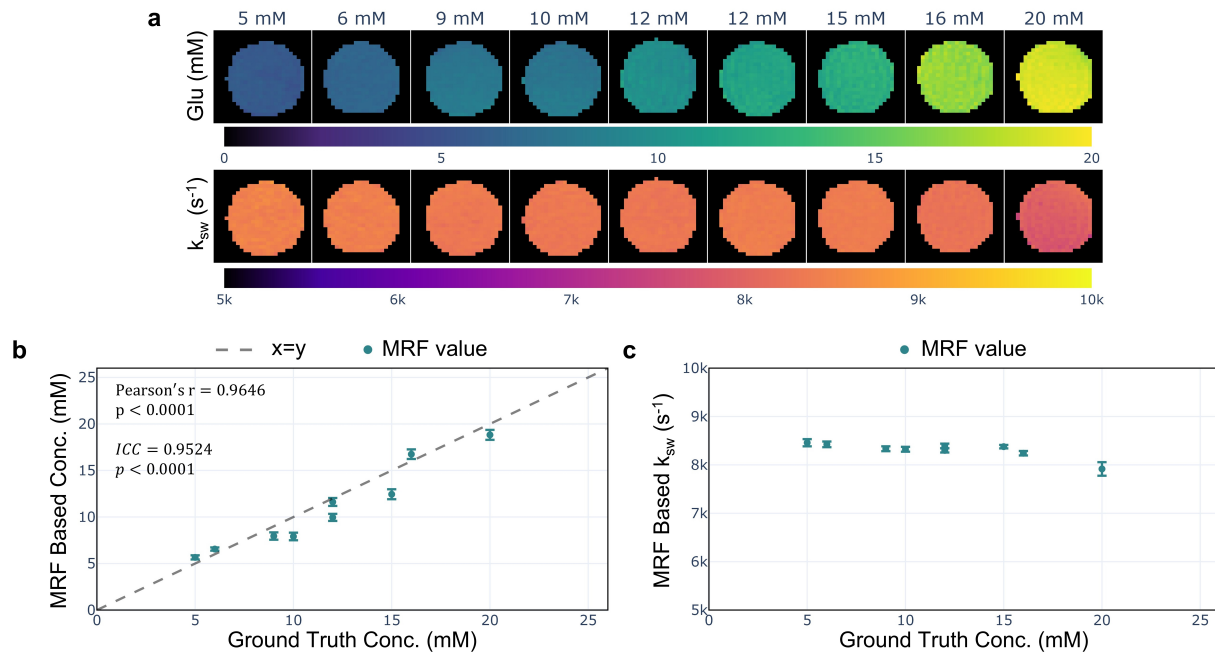 a
5 mM 6 mM 9 mM 10 mM 12 mM 12 mM 15 mM 16 mM 20 mM
Glu (mM)
0 5 10 15 20
k_sw (s⁻¹)
5k 6k 7k 8k 9k 10k
b
x=y MRF value
Pearson's r = 0.9646
p < 0.0001
ICC = 0.9524
p < 0.0001
MRF Based Conc. (mM)
25
20
15
10
5
0
0 5 10 15 20 25
Ground Truth Conc. (mM)
c
MRF value
MRF Based k_sw (s⁻¹)
10k
9k
8k
7k
6k
5k
0 5 10 15 20 25
Ground Truth Conc. (mM)